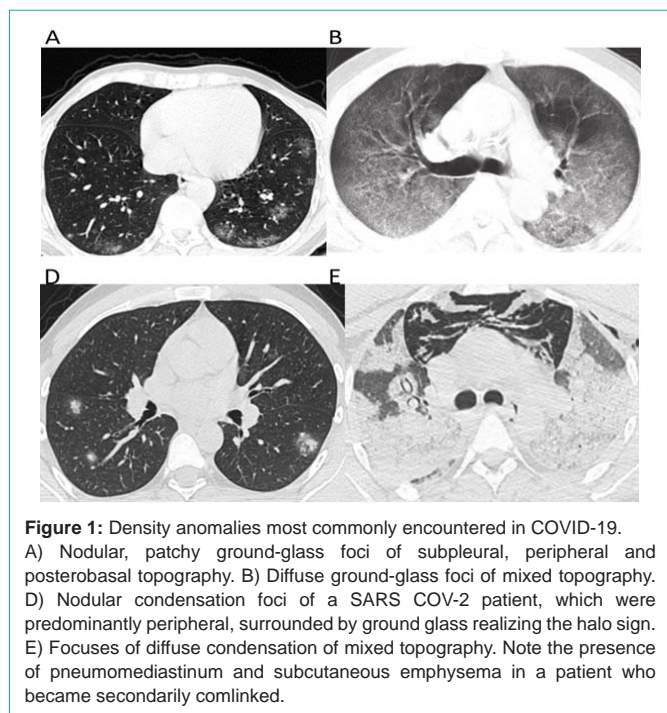 A B
D E
Figure 1: Density anomalies most commonly encountered in COVID-19.
A) Nodular, patchy ground-glass foci of subpleural, peripheral and
posterobasal topography. B) Diffuse ground-glass foci of mixed topography.
D) Nodular condensation foci of a SARS COV-2 patient, which were
predominantly peripheral, surrounded by ground glass realizing the halo sign.
E) Focuses of diffuse condensation of mixed topography. Note the presence
of pneumomediastinum and subcutaneous emphysema in a patient who
became secondarily comlinked.